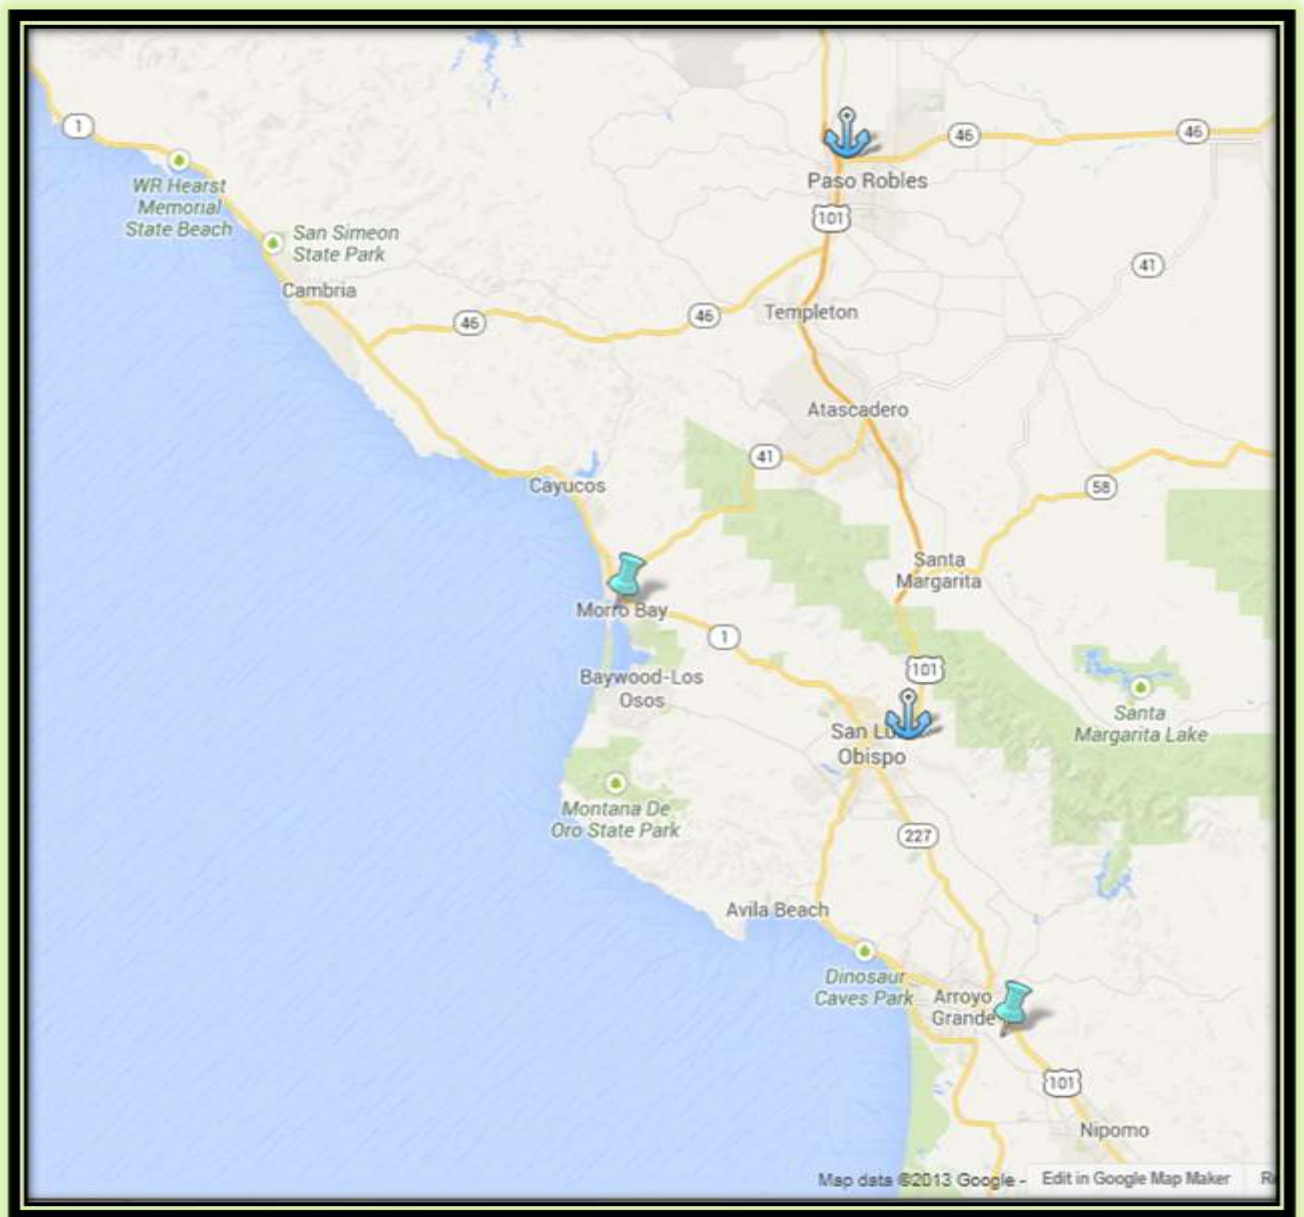 1
46
46
WR Hearst
Memorial
State Beach
Paso Robles
101
San Simeon
State Park
41
Cambria
46
46
Templeton
Atascadero
41
58
Cayucos
Santa
Margarita
Morro Bay
1
101
Baywood-Los
Osos
Santa
Margarita Lake
San
Obispo
Montana De
Oro State Park
227
Avila Beach
Dinosaur
Caves Park
Arroyo
Grande
101
Nipomo
Map data ©2013 Google -
Edit in Google Map Maker